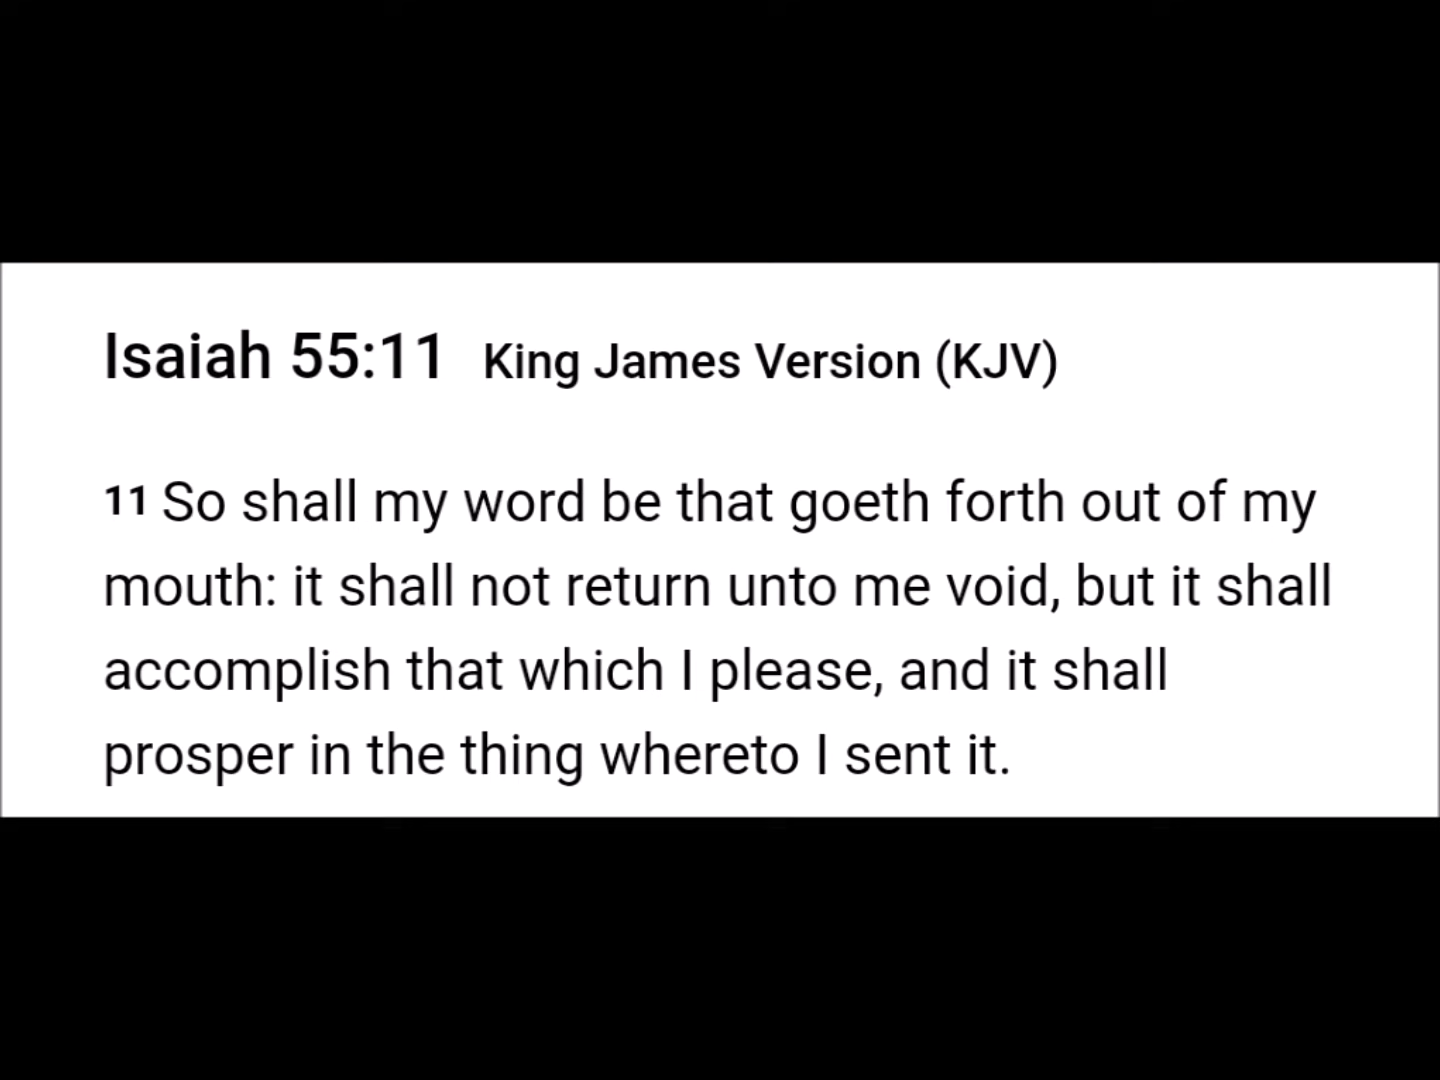 Isaiah 55:11 King James Version (KJV)
11 So shall my word be that goeth forth out of my
mouth: it shall not return unto me void, but it shall
accomplish that which I please, and it shall
prosper in the thing whereto I sent it.